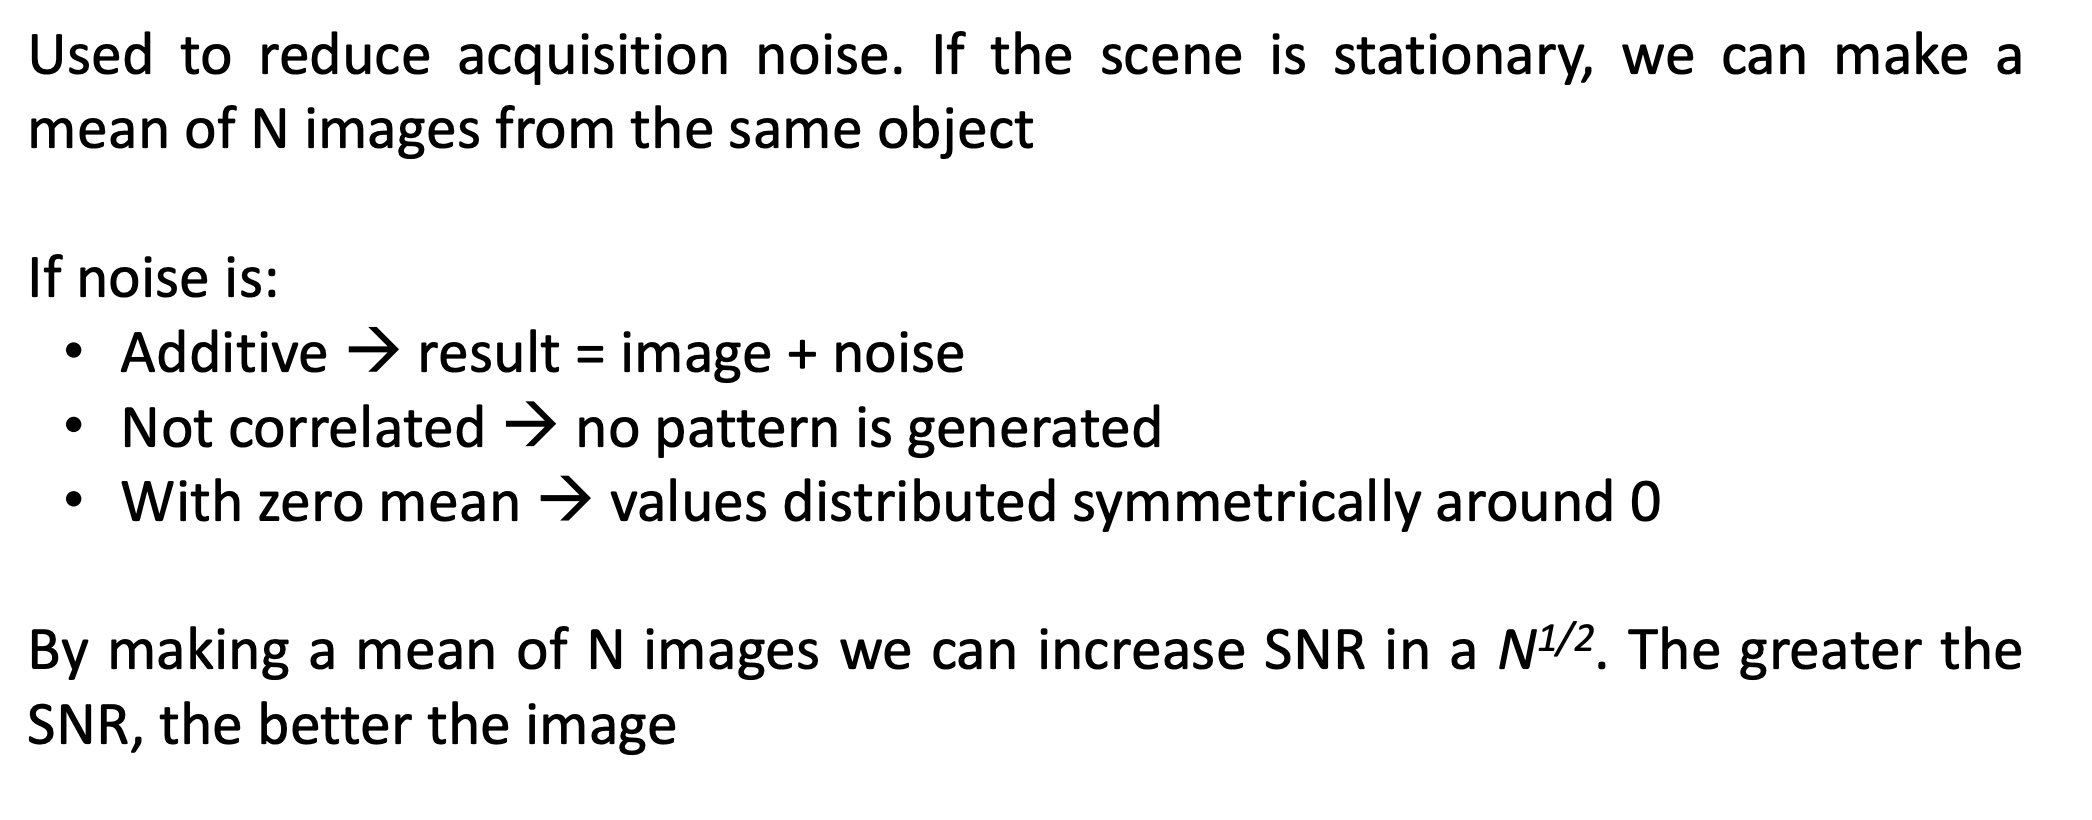 Used to reduce acquisition noise. If the scene is stationary, we can make a
mean of N images from the same object
If noise is:
• Additive → result = image + noise
• Not correlated → no pattern is generated
• With zero mean → values distributed symmetrically around 0
By making a mean of N images we can increase SNR in a N^1/2. The greater the
SNR, the better the image